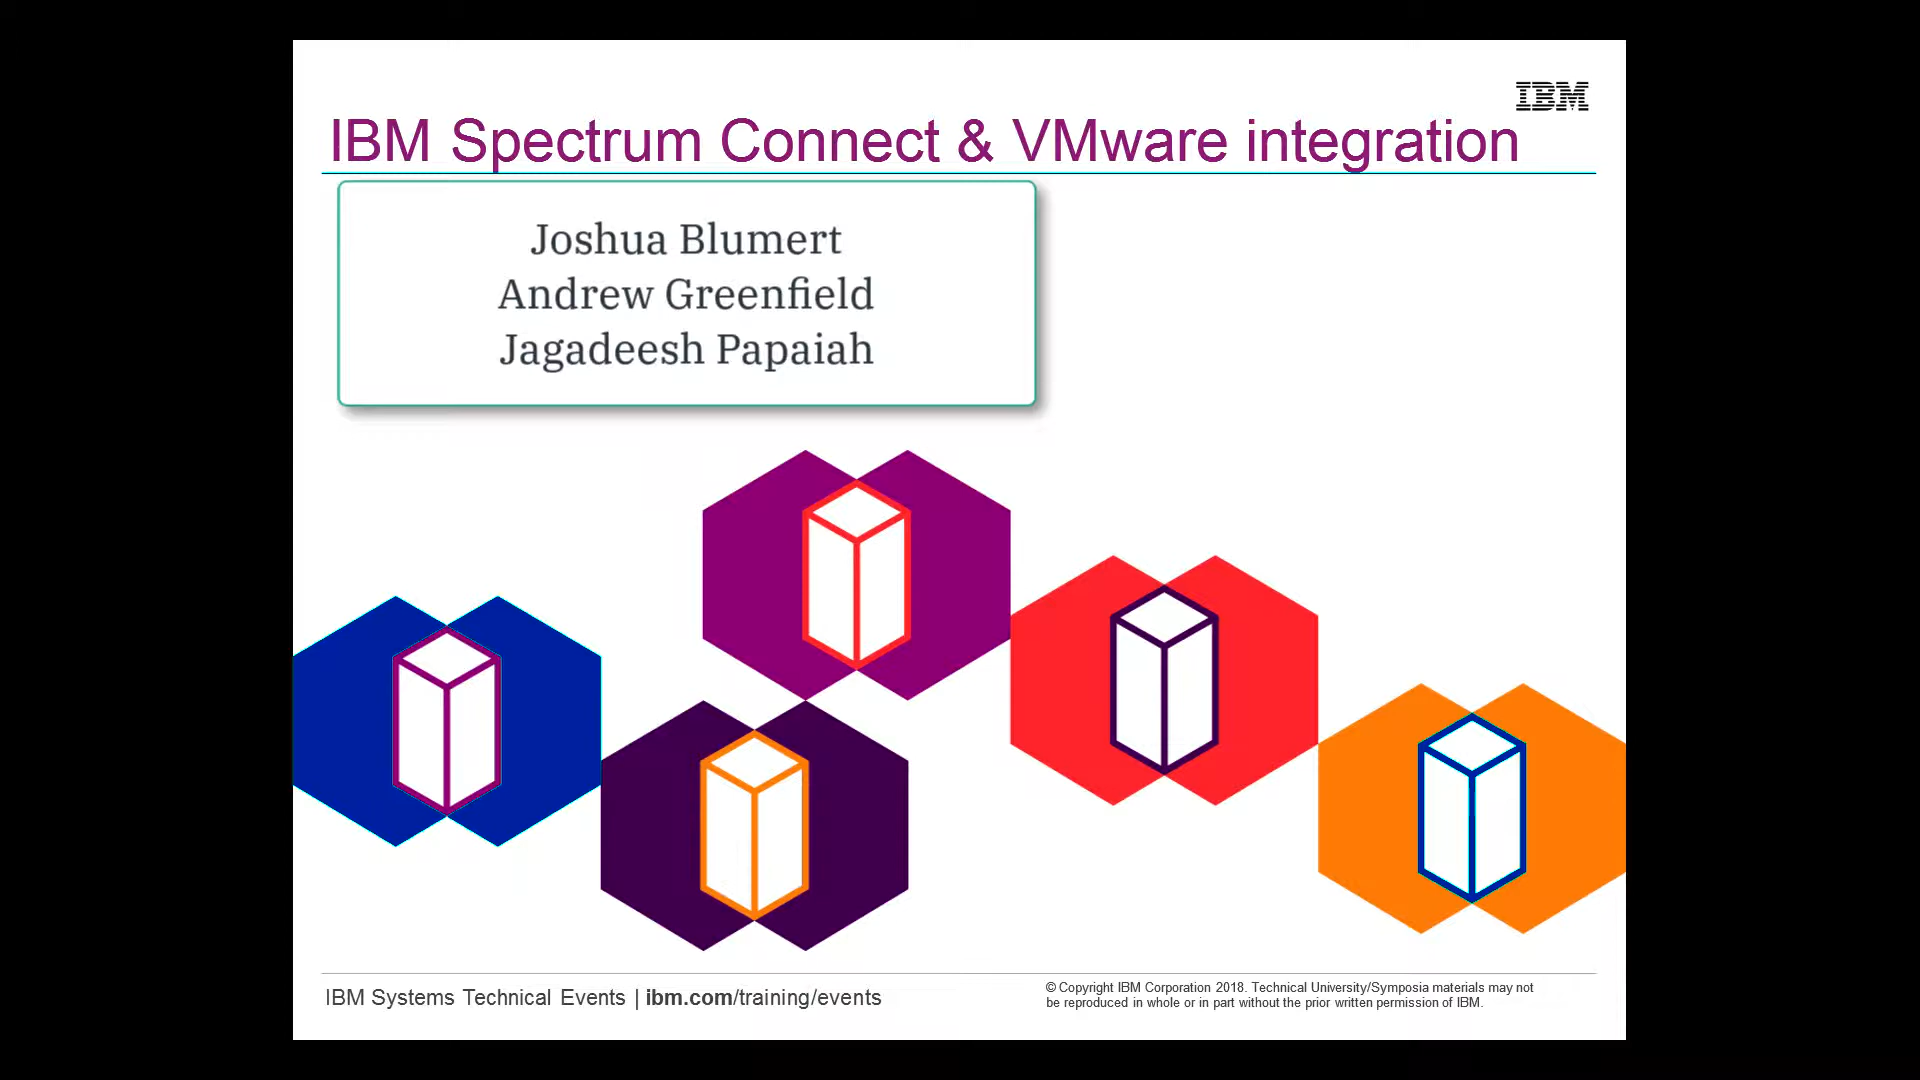 IBM
IBM Spectrum Connect & VMware integration
Joshua Blumert
Andrew Greenfield
Jagadeesh Papaiah
IBM Systems Technical Events | ibm.com/training/events
© Copyright IBM Corporation 2018. Technical University/Symposia materials may not
be reproduced in whole or in part without the prior written permission of IBM.